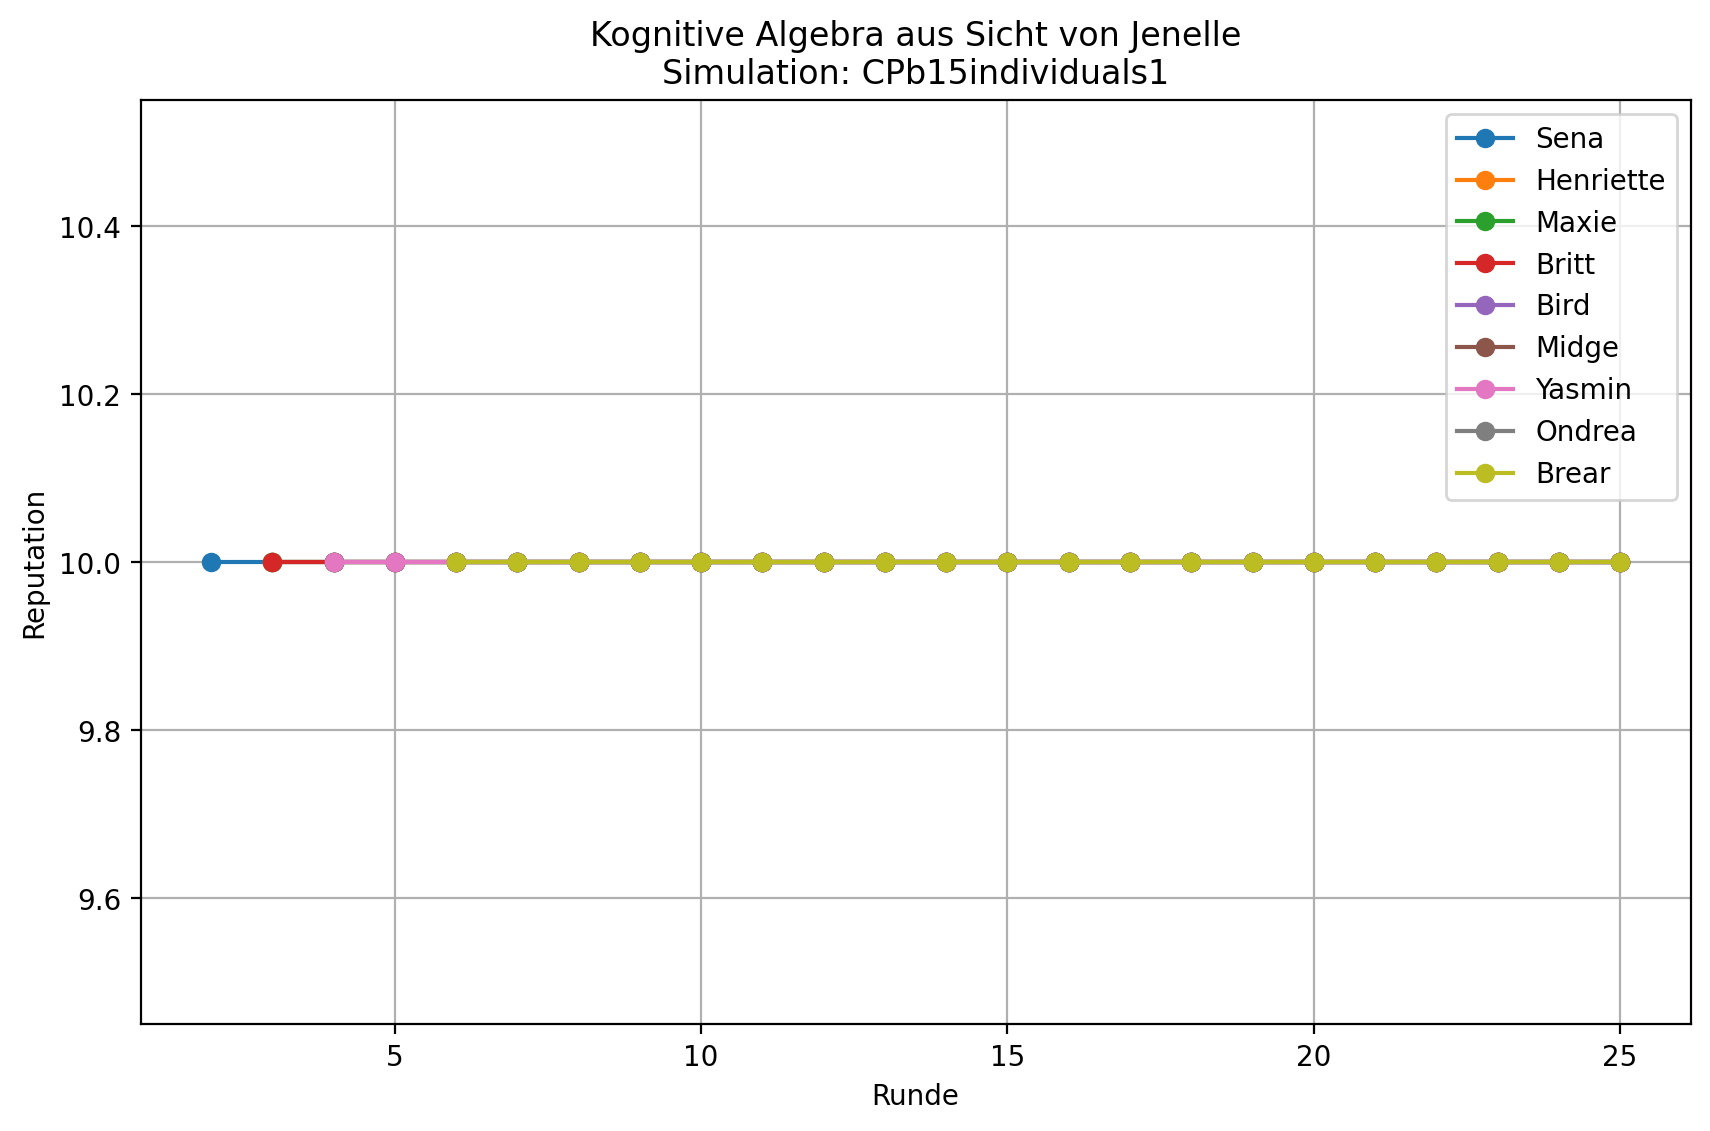 Kognitive Algebra aus Sicht von Jenelle
Simulation: CPb15individuals1
Sena
Henriette
Maxie
Britt
Bird
Midge
Yasmin
Ondrea
Brear
10.4
10.2
10.0
9.8
9.6
Reputation
5
10
15
20
25
Runde